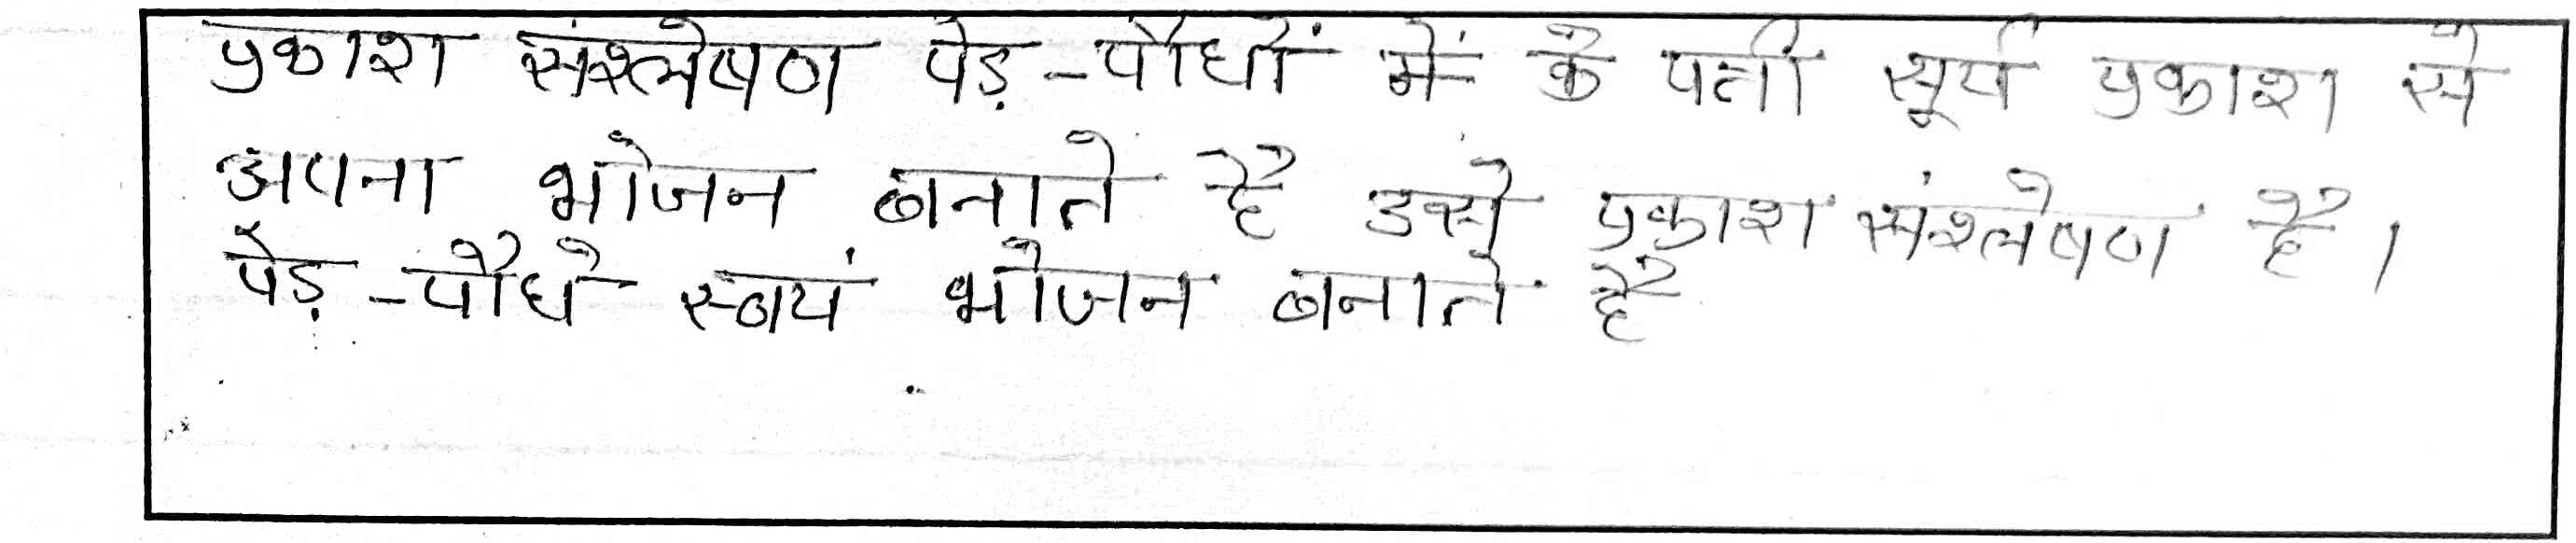 प्रकाश संश्लेषण पेड़-पौधों में के पती सूर्य प्रकाश से
अपना भोजन बनाते है उसे प्रकाश संश्लेषण है।
पेड़-पौधे स्वयं भोजन बनाते है